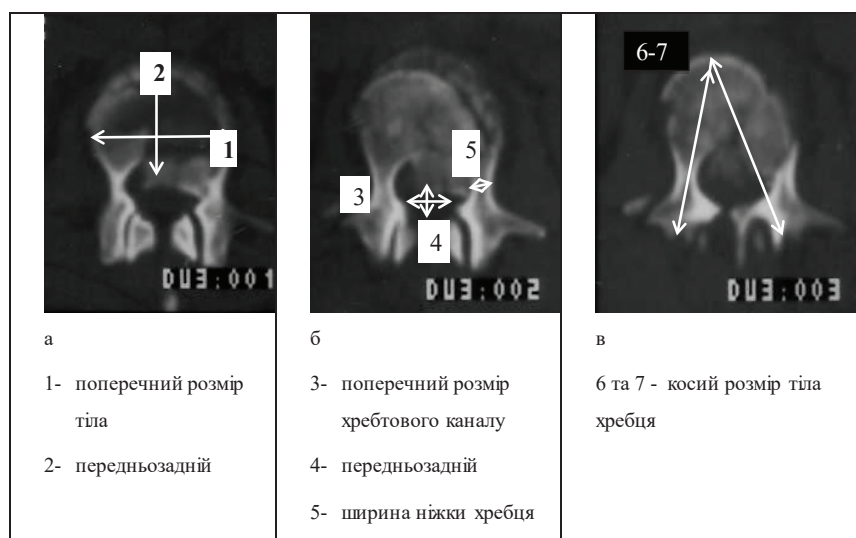 2
1
DU3:001
5
3
4
DU3:002
6-7
DU3:003
а
1- поперечний розмір
тіла
2- передньозадній
б
3- поперечний розмір
хребтового каналу
4- передньозадній
5- ширина ніжки хребця
в
6 та 7 - косий розмір тіла
хребця